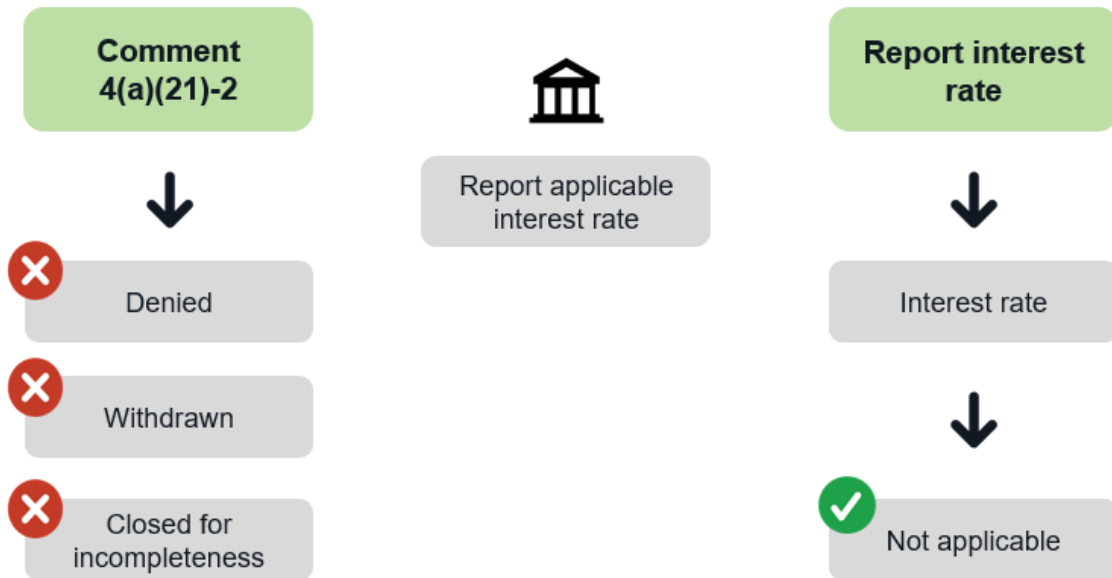 Comment
4(a)(21)-2
Denied
Withdrawn
Closed for
incompleteness
Report applicable
interest rate
Report interest
rate
Interest rate
Not applicable